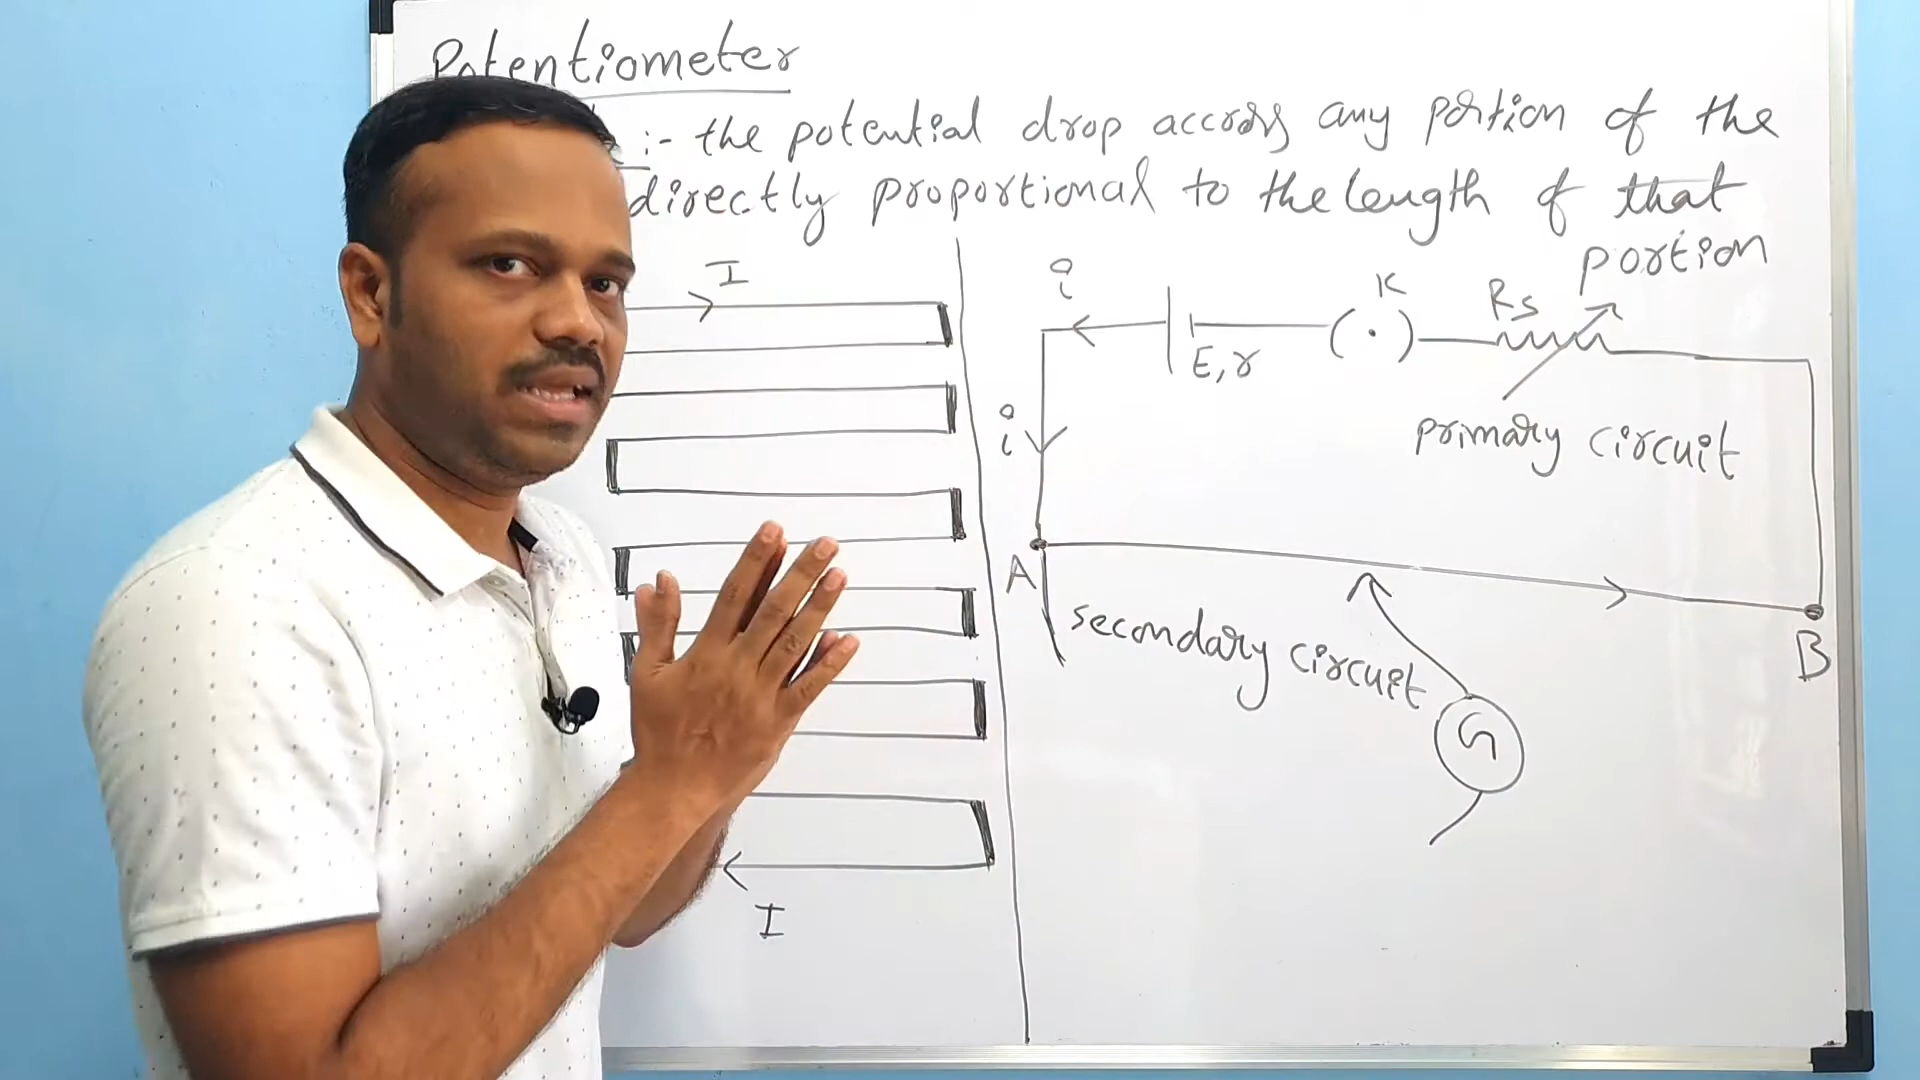 Potentiometer
:- the potential drop accross any portion of the
directly proportional to the length of that
portion
I
i
K
Rs
E, r
i
primary circuit
A
secondary circuit
B
G
I